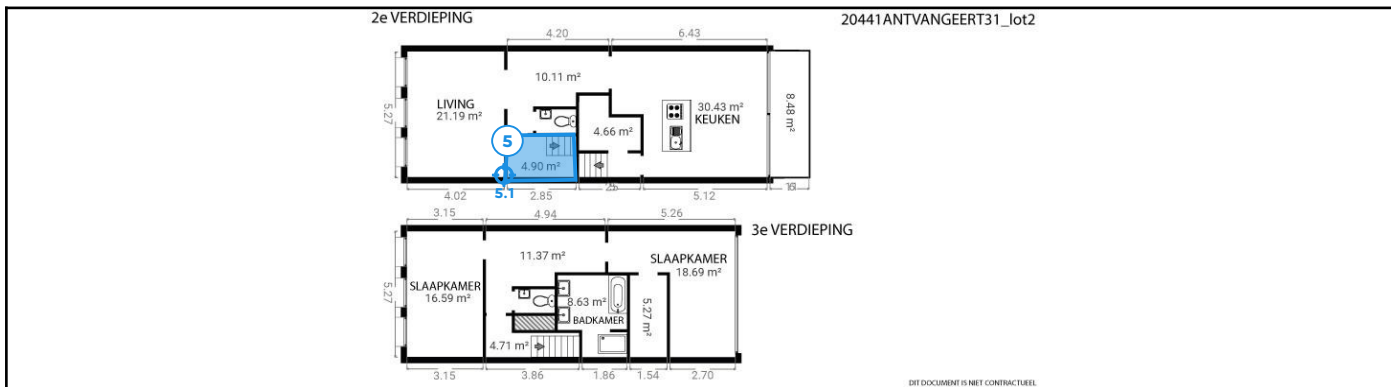 2e VERDIEPING
20441ANTVANGEERT31_lot2
4.20
6.43
10.11 m²
LIVING
21.19 m²
30.43 m²
KEUKEN
8.48 m²
5.27
4.66 m²
5
4.90 m²
5.1
4.02
2.85
5.12
3.15
4.94
5.26
3e VERDIEPING
11.37 m²
SLAAPKAMER
18.69 m²
SLAAPKAMER
16.59 m²
5.27
8.63 m²
BADKAMER
5.27 m²
4.71 m²
3.15
3.86
1.86
1.54
2.70
DIT DOCUMENT IS NIET CONTRACTUEEL